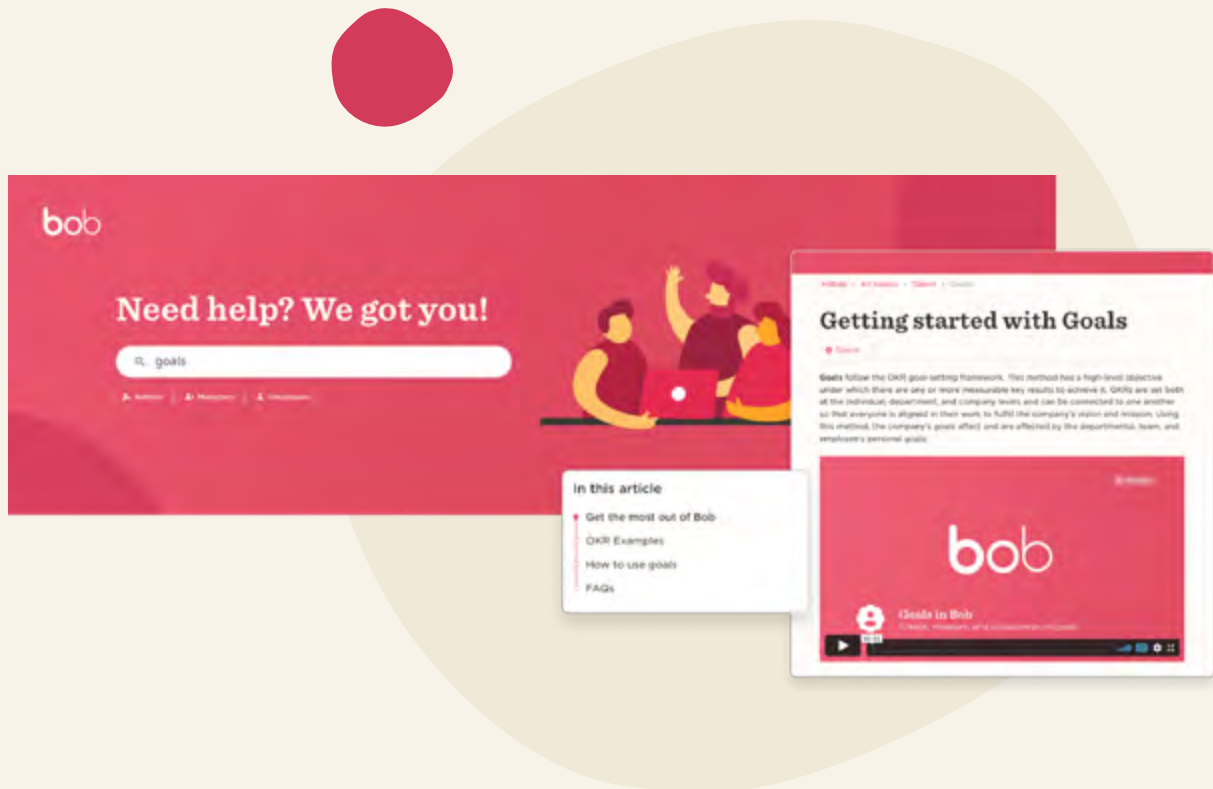 bob
Need help? We got you!
goals
In this article
Get the most out of Bob
OKR Examples
How to use goals
FAQs
Getting started with Goals
Goals follow the OKR goal-setting framework. This method has a high-level objective
under which there are one or more measurable key results to achieve it. OKRs are set both
at the individual, department, and company levels and can be connected to one another
so that everyone is aligned in their work to fulfill the company's vision and mission. Using
this method, the company's goals affect and are affected by the departmental, team, and
employee's personal goals.
bob
Goals in Bob